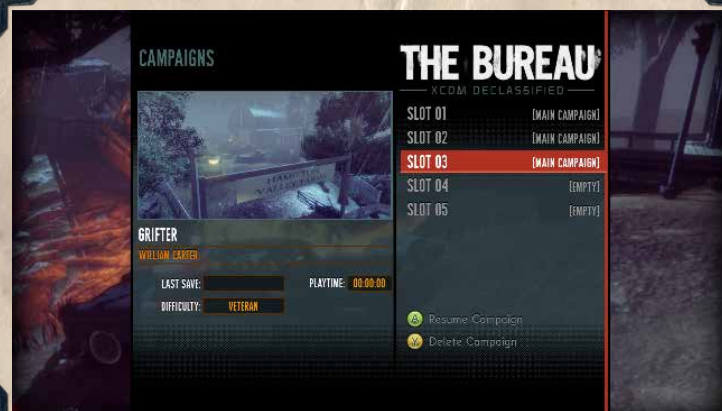 CAMPAIGNS
THE BUREAU
XCOM DECLASSIFIED
SLOT 01 [MAIN CAMPAIGN]
SLOT 02 [MAIN CAMPAIGN]
SLOT 03 [MAIN CAMPAIGN]
SLOT 04 [EMPTY]
SLOT 05 [EMPTY]
GRIFTER
WILLIAM CARTER
LAST SAVE: PLAYTIME: 00:00:00
DIFFICULTY: VETERAN
A Resume Campaign
Y Delete Campaign